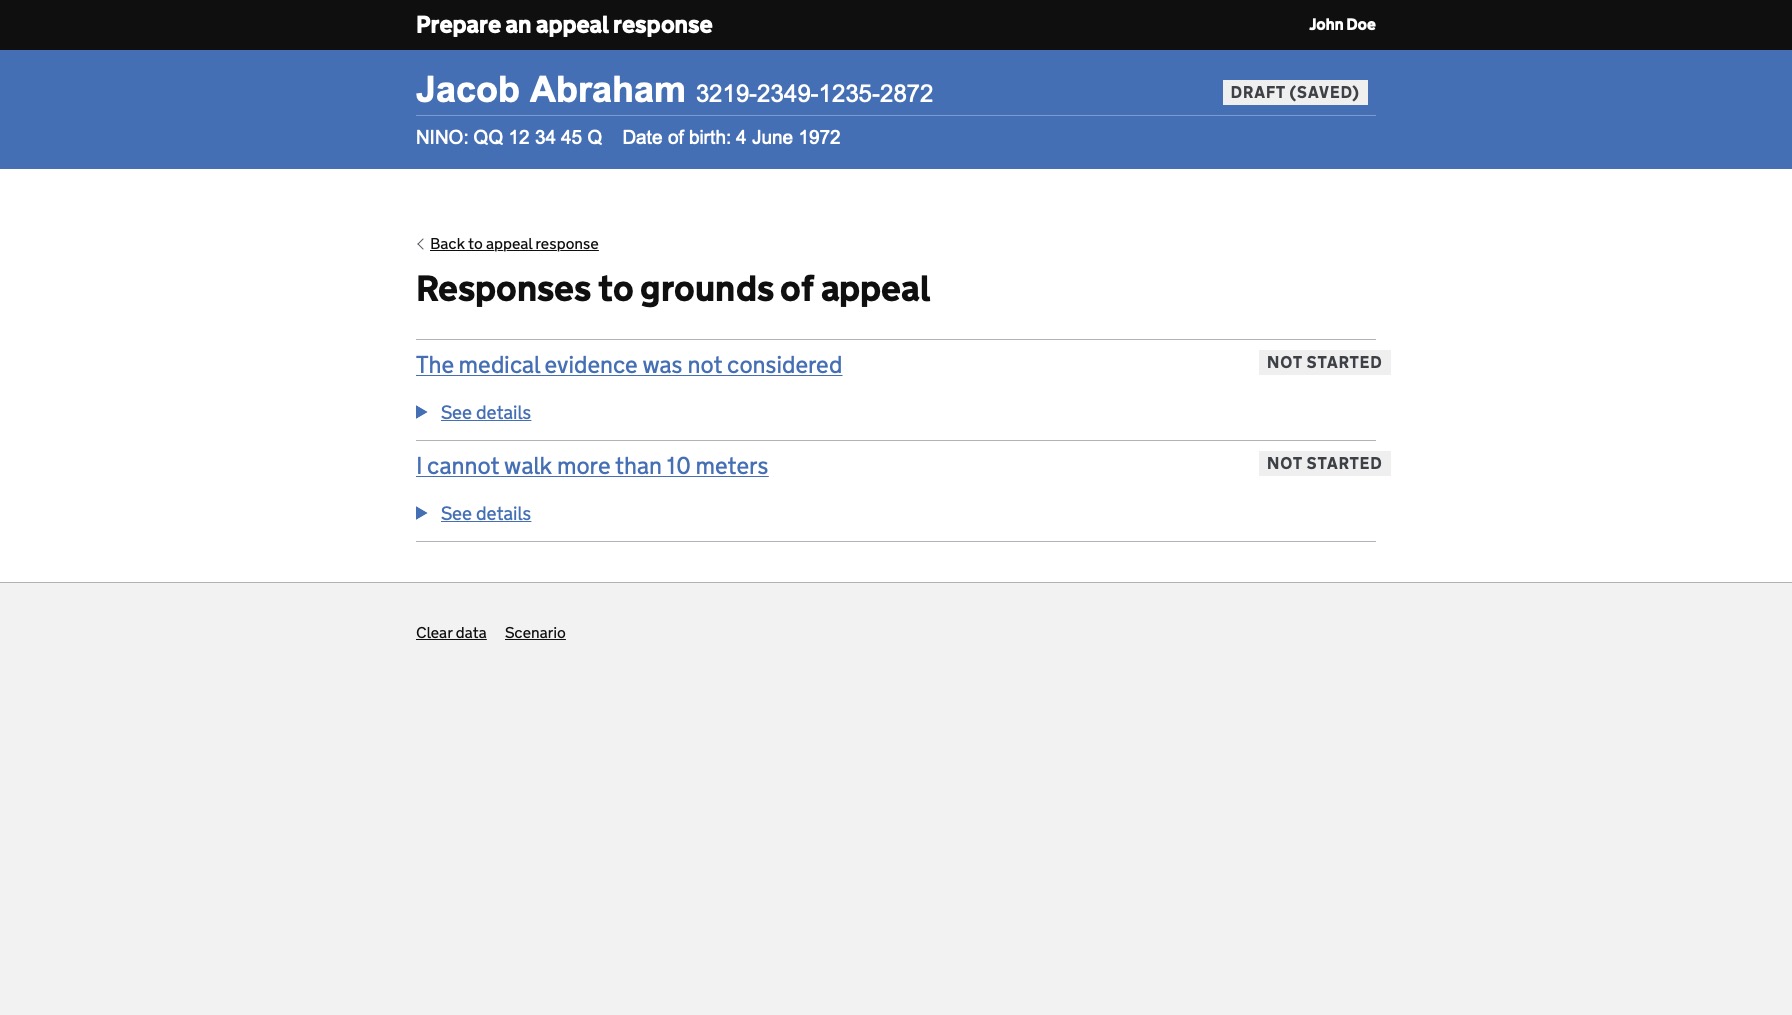 Prepare an appeal response John Doe
Jacob Abraham 3219-2349-1235-2872 DRAFT (SAVED)
NINO: QQ 12 34 45 Q Date of birth: 4 June 1972
Back to appeal response
Responses to grounds of appeal
The medical evidence was not considered NOT STARTED
See details
I cannot walk more than 10 meters NOT STARTED
See details
Clear data Scenario